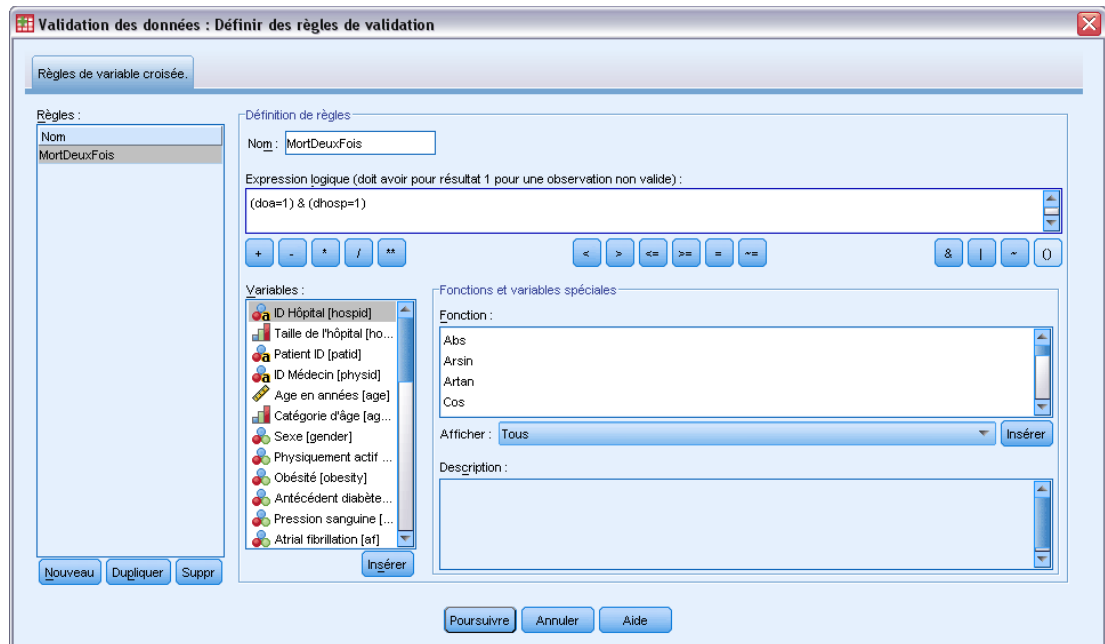 Validation des données : Définir des règles de validation
Règles de variable croisée.
Règles :
Nom
MortDeuxFois
Nouveau Dupliquer Suppr
Définition de règles
Nom : MortDeuxFois
Expression logique (doit avoir pour résultat 1 pour une observation non valide) :
(doa=1) & (dhosp=1)
+ - * / ** < > <= >= = ~= & | ~ ()
Variables :
ID Hôpital [hospid]
Taille de l'hôpital [ho...
Patient ID [patid]
ID Médecin [physid]
Age en années [age]
Catégorie d'âge [ag...
Sexe [gender]
Physiquement actif ...
Obésité [obesity]
Antécédent diabète...
Pression sanguine [...
Atrial fibrillation [af]
Insérer
Fonctions et variables spéciales
Fonction :
Abs
Arsin
Artan
Cos
Afficher : Tous Insérer
Description :
Poursuivre Annuler Aide